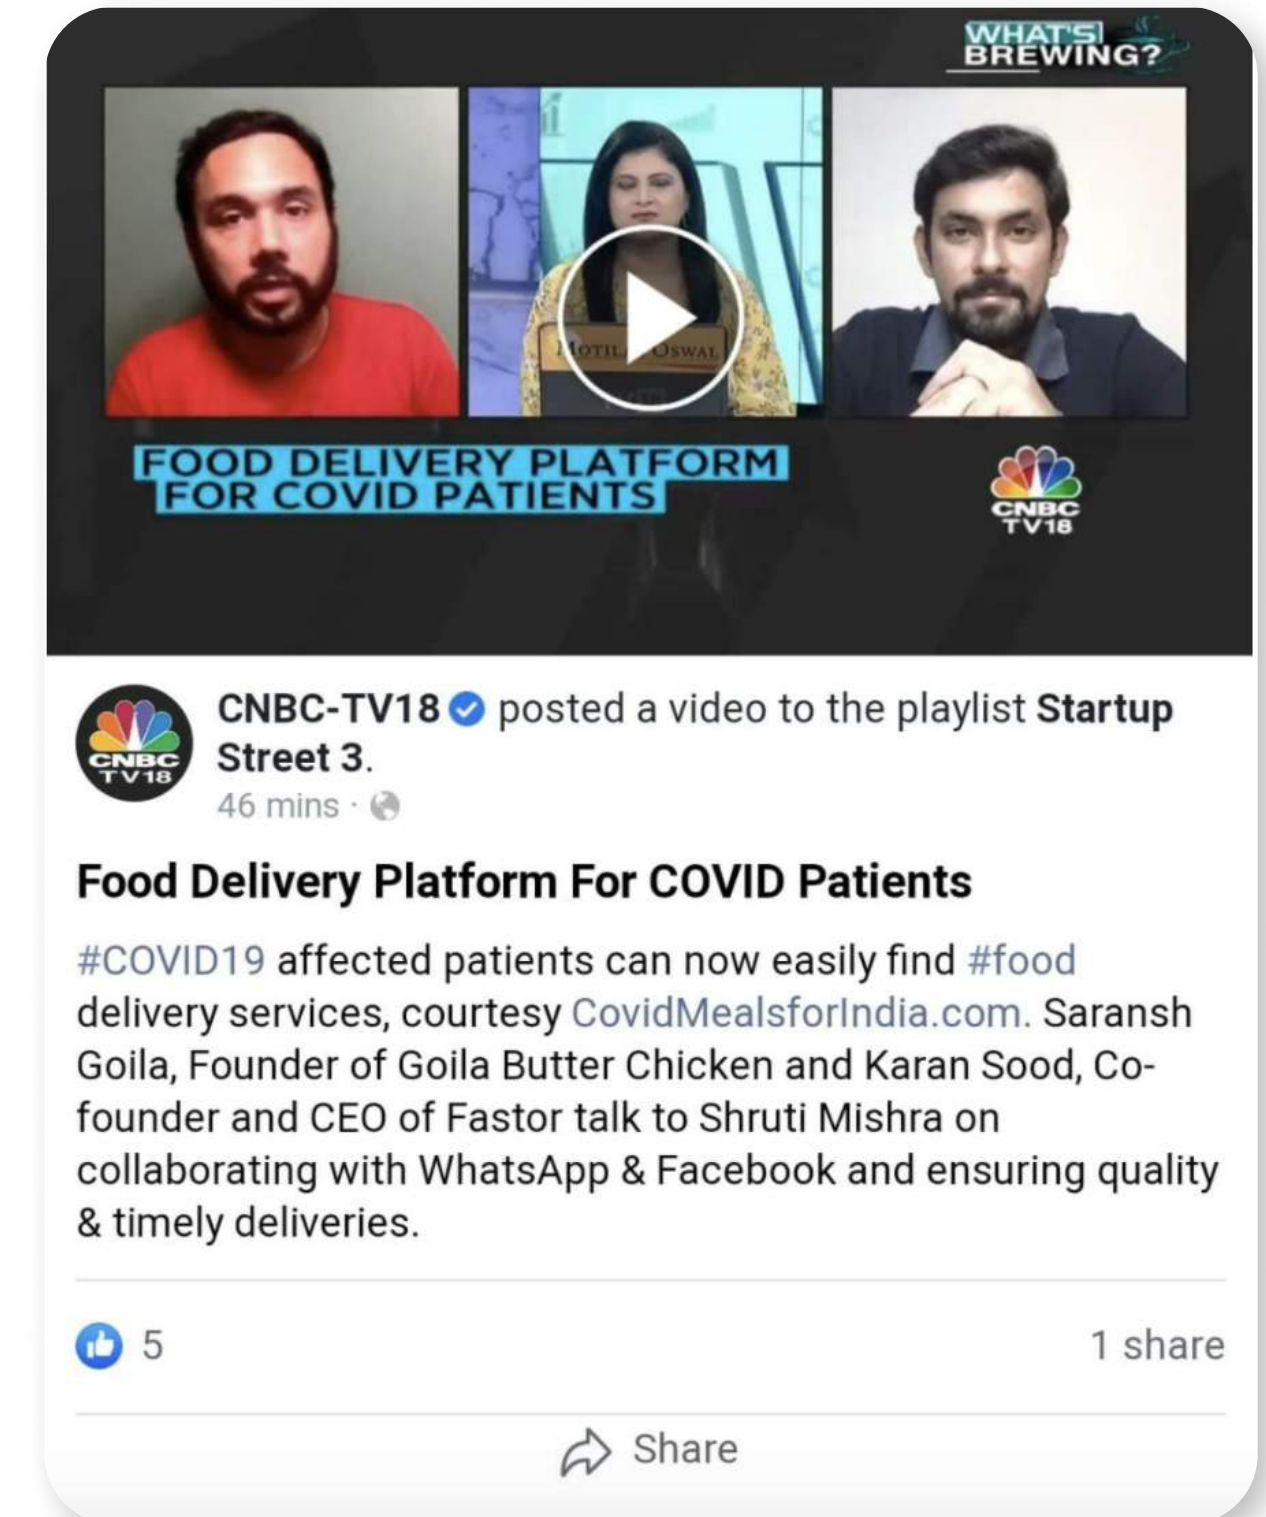 WHAT'S
BREWING?
MOTILAL OSWAL
FOOD DELIVERY PLATFORM
FOR COVID PATIENTS
CNBC
TV18
CNBC
TV18
CNBC-TV18 posted a video to the playlist Startup
Street 3.
46 mins ·
Food Delivery Platform For COVID Patients
#COVID19 affected patients can now easily find #food
delivery services, courtesy CovidMealsforIndia.com. Saransh
Goila, Founder of Goila Butter Chicken and Karan Sood, Co-
founder and CEO of Fastor talk to Shruti Mishra on
collaborating with WhatsApp & Facebook and ensuring quality
& timely deliveries.
5
1 share
Share